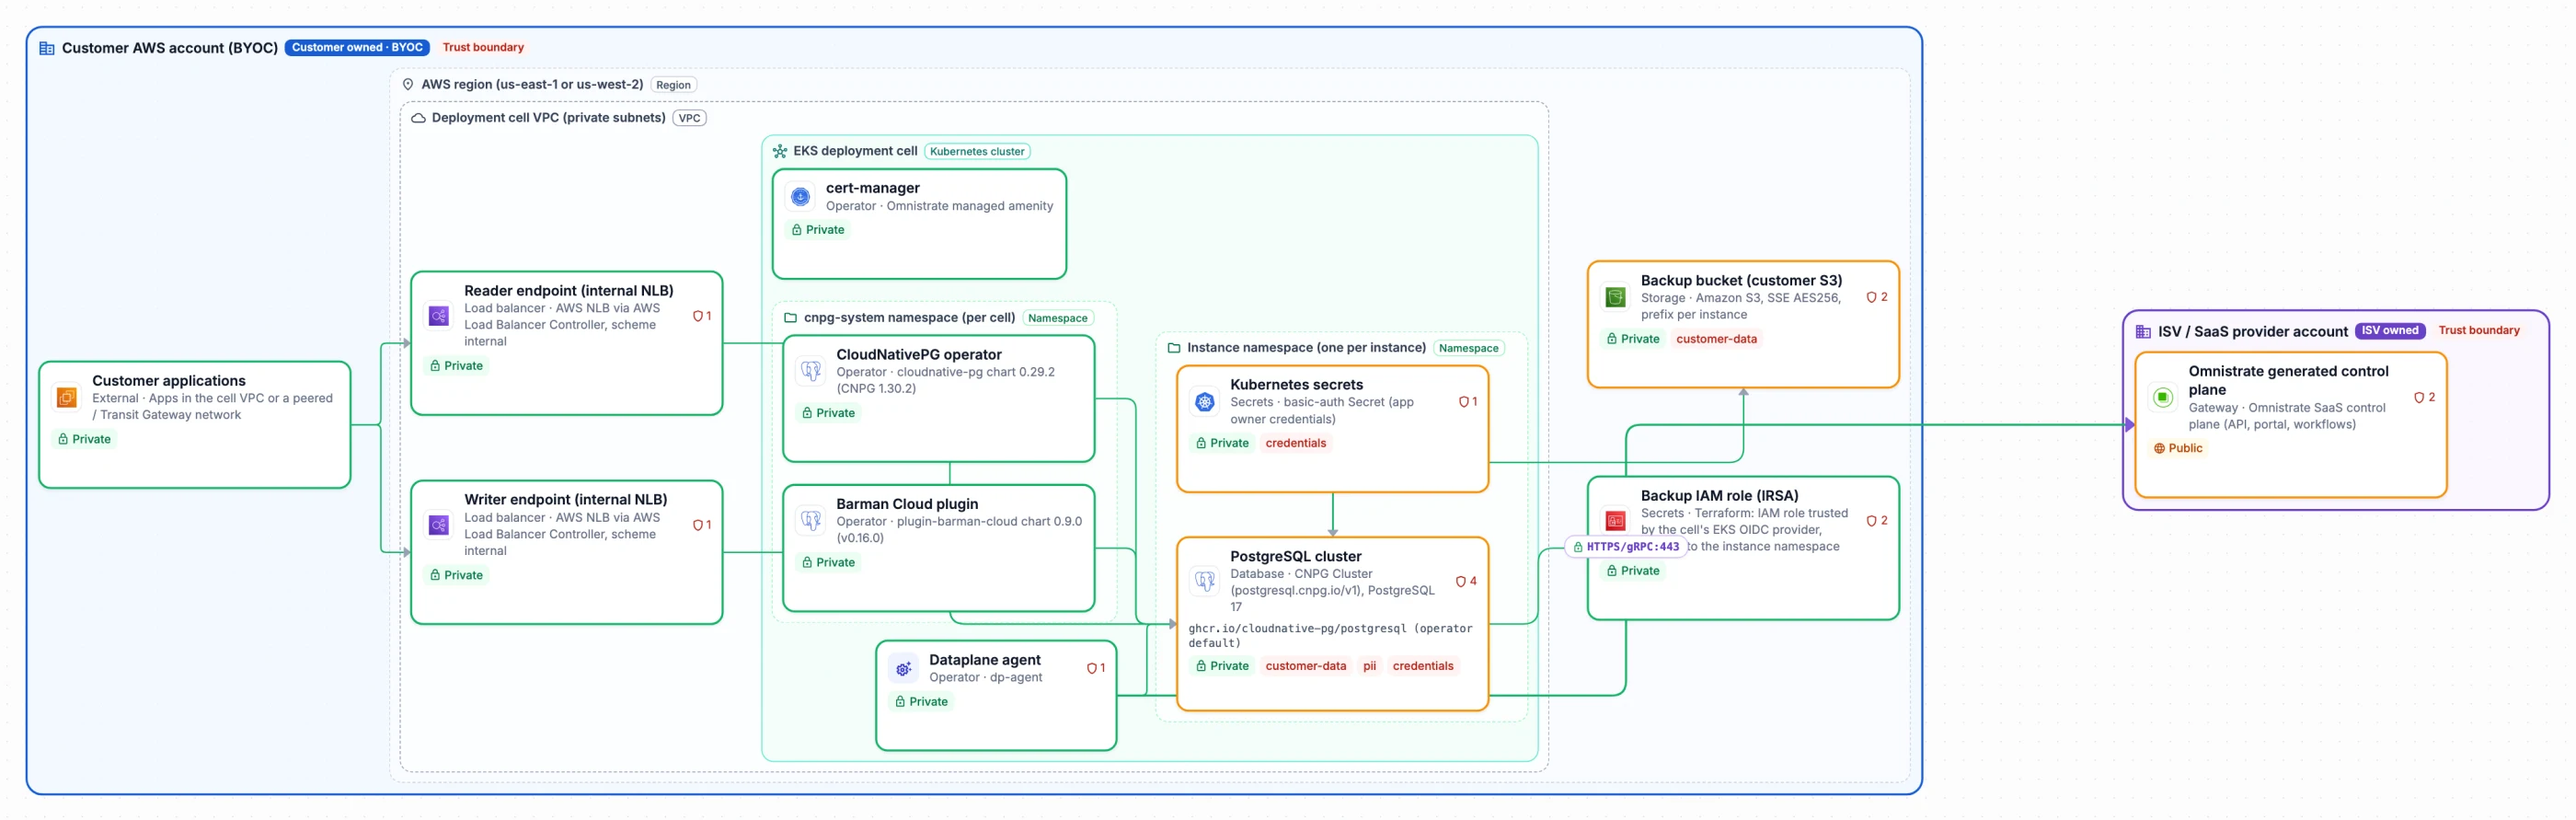 Customer AWS account (BYOC) Customer owned · BYOC Trust boundary
AWS region (us-east-1 or us-west-2) Region
Deployment cell VPC (private subnets) VPC
EKS deployment cell Kubernetes cluster
cert-manager
Operator · Omnistrate managed amenity
Private
Reader endpoint (internal NLB)
Load balancer · AWS NLB via AWS
Load Balancer Controller, scheme
internal
1
Private
Customer applications
External · Apps in the cell VPC or a peered
/ Transit Gateway network
Private
Writer endpoint (internal NLB)
Load balancer · AWS NLB via AWS
Load Balancer Controller, scheme
internal
1
Private
cnpg-system namespace (per cell) Namespace
CloudNativePG operator
Operator · cloudnative-pg chart 0.29.2
(CNPG 1.30.2)
Private
Barman Cloud plugin
Operator · plugin-barman-cloud chart 0.9.0
(v0.16.0)
Private
Dataplane agent
Operator · dp-agent
1
Private
Instance namespace (one per instance) Namespace
Kubernetes secrets
Secrets · basic-auth Secret (app
owner credentials)
1
Private credentials
PostgreSQL cluster
Database · CNPG Cluster
(postgresql.cnpg.io/v1), PostgreSQL
17
4
ghcr.io/cloudnative-pg/postgresql (operator
default)
Private customer-data pii credentials
Backup bucket (customer S3)
Storage · Amazon S3, SSE AES256,
prefix per instance
2
Private customer-data
Backup IAM role (IRSA)
Secrets · Terraform: IAM role trusted
by the cell's EKS OIDC provider,
to the instance namespace
2
HTTPS/gRPC:443
Private
ISV / SaaS provider account ISV owned Trust boundary
Omnistrate generated control
plane
Gateway · Omnistrate SaaS control
plane (API, portal, workflows)
2
Public